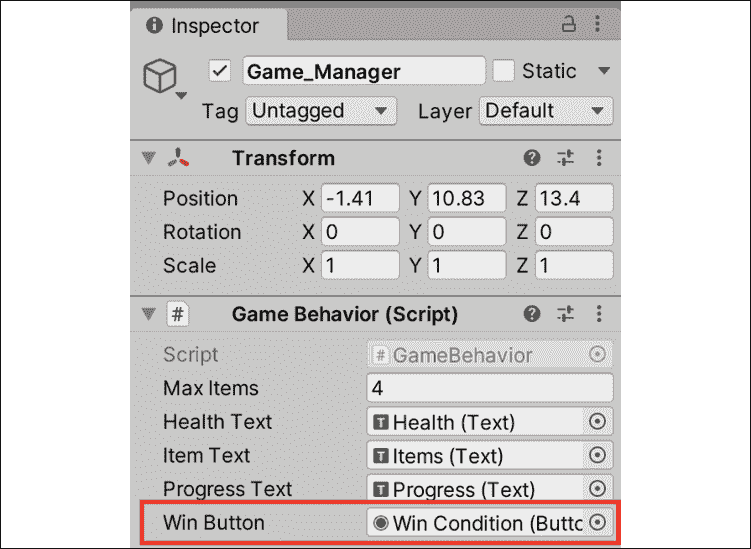 Inspector
Game_Manager Static
Tag Untagged Layer Default
Transform
Position X -1.41 Y 10.83 Z 13.4
Rotation X 0 Y 0 Z 0
Scale X 1 Y 1 Z 1
# Game Behavior (Script)
Script # GameBehavior
Max Items 4
Health Text T Health (Text)
Item Text T Items (Text)
Progress Text T Progress (Text)
Win Button Win Condition (Butto